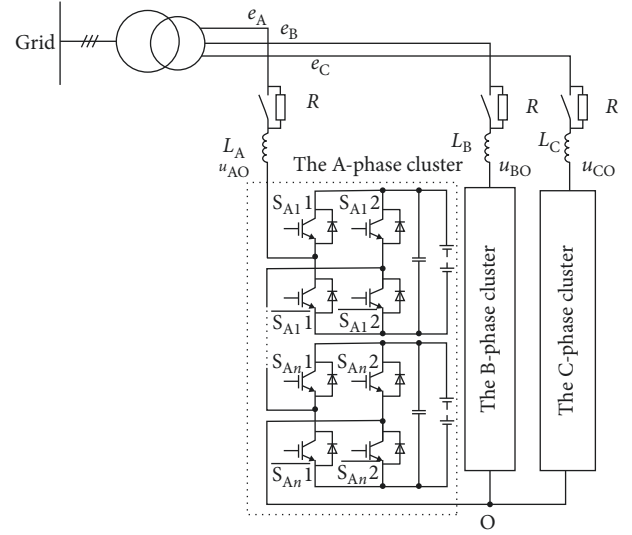 e_A
e_B
Grid
e_C
R
R
R
L_A
L_B
L_C
u_AO
u_BO
u_CO
The A-phase cluster
S_A1 1
S_A1 2
S̅_A1 1
S̅_A1 2
S_An 1
S_An 2
S̅_An 1
S̅_An 2
The B-phase cluster
The C-phase cluster
O